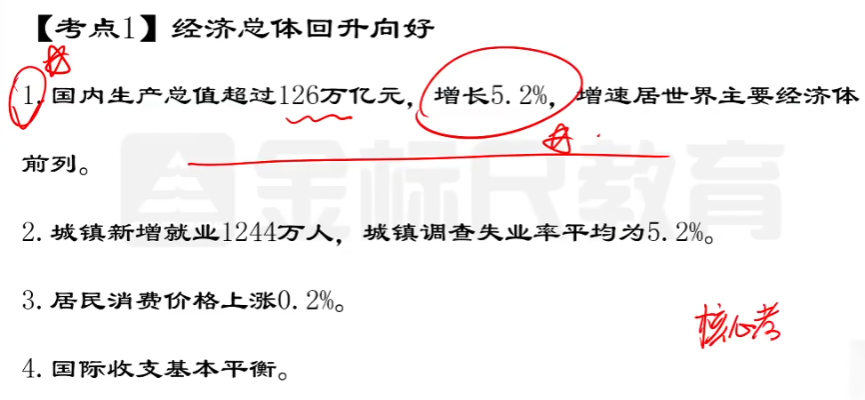 【考点1】经济总体回升向好
1.国内生产总值超过126万亿元，增长5.2%，增速居世界主要经济体
前列。
金标尺教育
2.城镇新增就业1244万人，城镇调查失业率平均为5.2%。
3.居民消费价格上涨0.2%。
核心考
4.国际收支基本平衡。